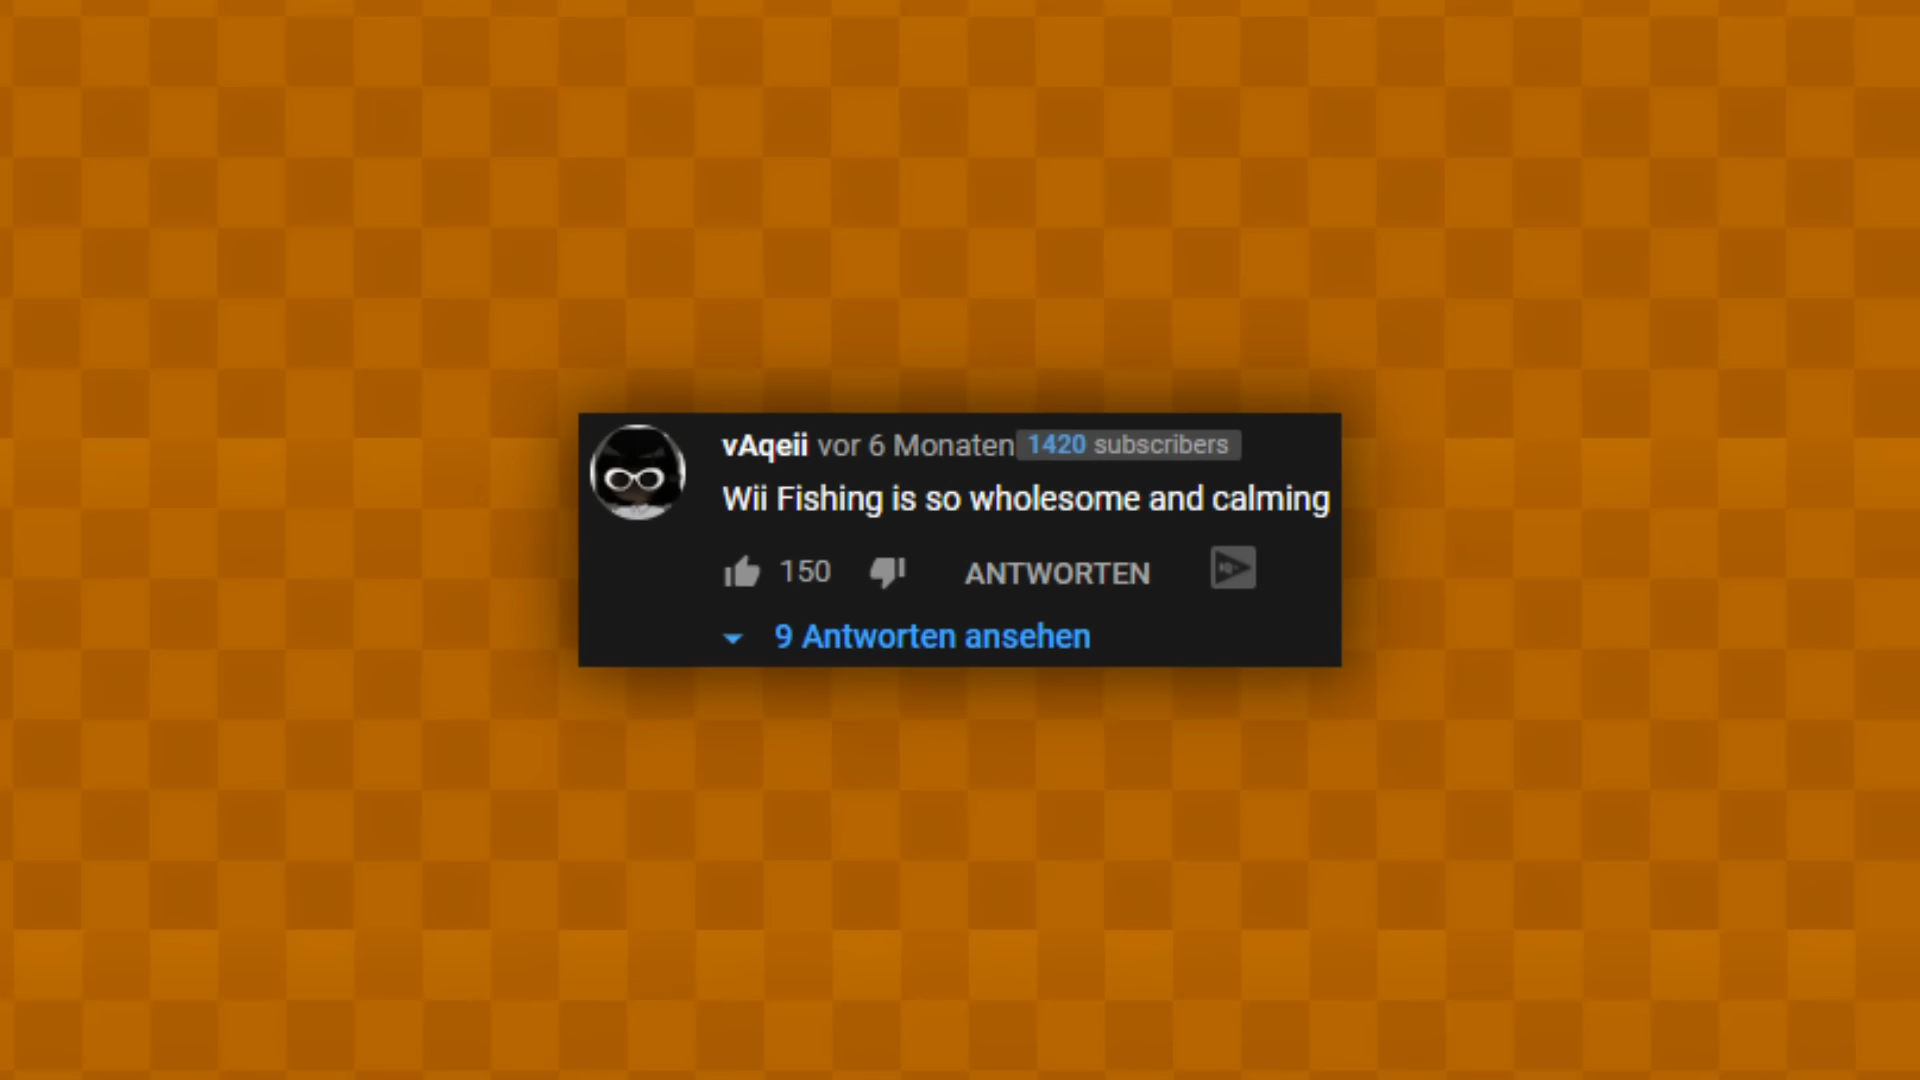 vAqeii vor 6 Monaten 1420 subscribers
Wii Fishing is so wholesome and calming
150 ANTWORTEN
9 Antworten ansehen